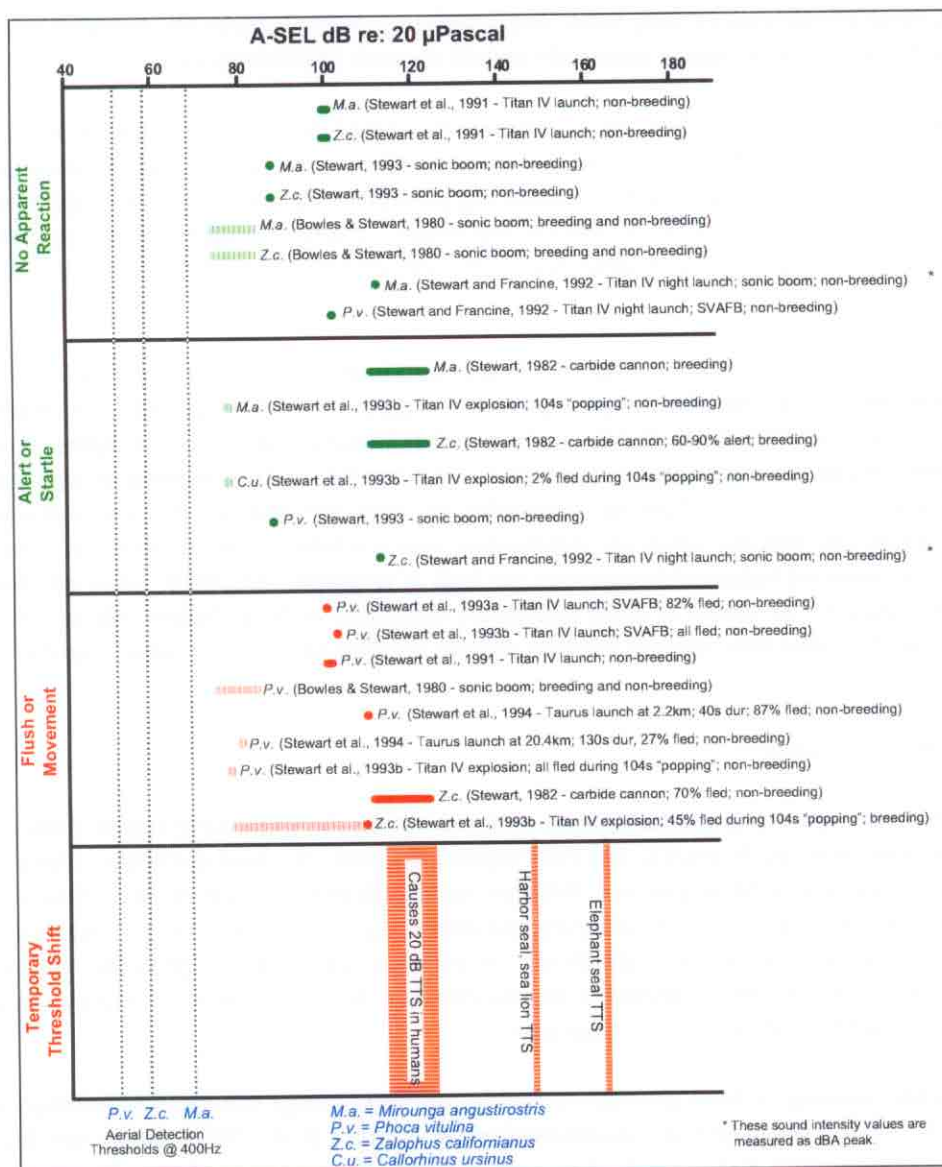 A-SEL dB re: 20 µPascal
40 60 80 100 120 140 160 180
No Apparent
Reaction
M.a. (Stewart et al., 1991 - Titan IV launch; non-breeding)
Z.c. (Stewart et al., 1991 - Titan IV launch; non-breeding)
M.a. (Stewart, 1993 - sonic boom; non-breeding)
Z.c. (Stewart, 1993 - sonic boom; non-breeding)
M.a. (Bowles & Stewart, 1980 - sonic boom; breeding and non-breeding)
Z.c. (Bowles & Stewart, 1980 - sonic boom; breeding and non-breeding)
M.a. (Stewart and Francine, 1992 - Titan IV night launch; sonic boom; non-breeding) *
P.v. (Stewart and Francine, 1992 - Titan IV night launch; SVAFB; non-breeding)
Alert or
Startle
M.a. (Stewart, 1982 - carbide cannon; breeding)
M.a. (Stewart et al., 1993b - Titan IV explosion; 104s "popping"; non-breeding)
Z.c. (Stewart, 1982 - carbide cannon; 60-90% alert; breeding)
C.u. (Stewart et al., 1993b - Titan IV explosion; 2% fled during 104s "popping"; non-breeding)
P.v. (Stewart, 1993 - sonic boom; non-breeding)
Z.c. (Stewart and Francine, 1992 - Titan IV night launch; sonic boom; non-breeding) *
Flush or
Movement
P.v. (Stewart et al., 1993a - Titan IV launch; SVAFB; 82% fled; non-breeding)
P.v. (Stewart et al., 1993b - Titan IV launch; SVAFB; all fled; non-breeding)
P.v. (Stewart et al., 1991 - Titan IV launch; non-breeding)
P.v. (Bowles & Stewart, 1980 - sonic boom; breeding and non-breeding)
P.v. (Stewart et al., 1994 - Taurus launch at 2.2km; 40s dur; 87% fled; non-breeding)
P.v. (Stewart et al., 1994 - Taurus launch at 20.4km; 130s dur, 27% fled; non-breeding)
P.v. (Stewart et al., 1993b - Titan IV explosion; all fled during 104s "popping"; non-breeding)
Z.c. (Stewart, 1982 - carbide cannon; 70% fled; non-breeding)
Z.c. (Stewart et al., 1993b - Titan IV explosion; 45% fled during 104s "popping"; breeding)
Temporary
Threshold Shift
Causes 20 dB TTS in humans
Harbor seal, sea lion TTS
Elephant seal TTS
P.v. Z.c. M.a.
Aerial Detection
Thresholds @ 400Hz
M.a. = Mirounga angustirostris
P.v. = Phoca vitulina
Z.c. = Zalophus californianus
C.u. = Callorhinus ursinus
* These sound intensity values are
measured as dBA peak.